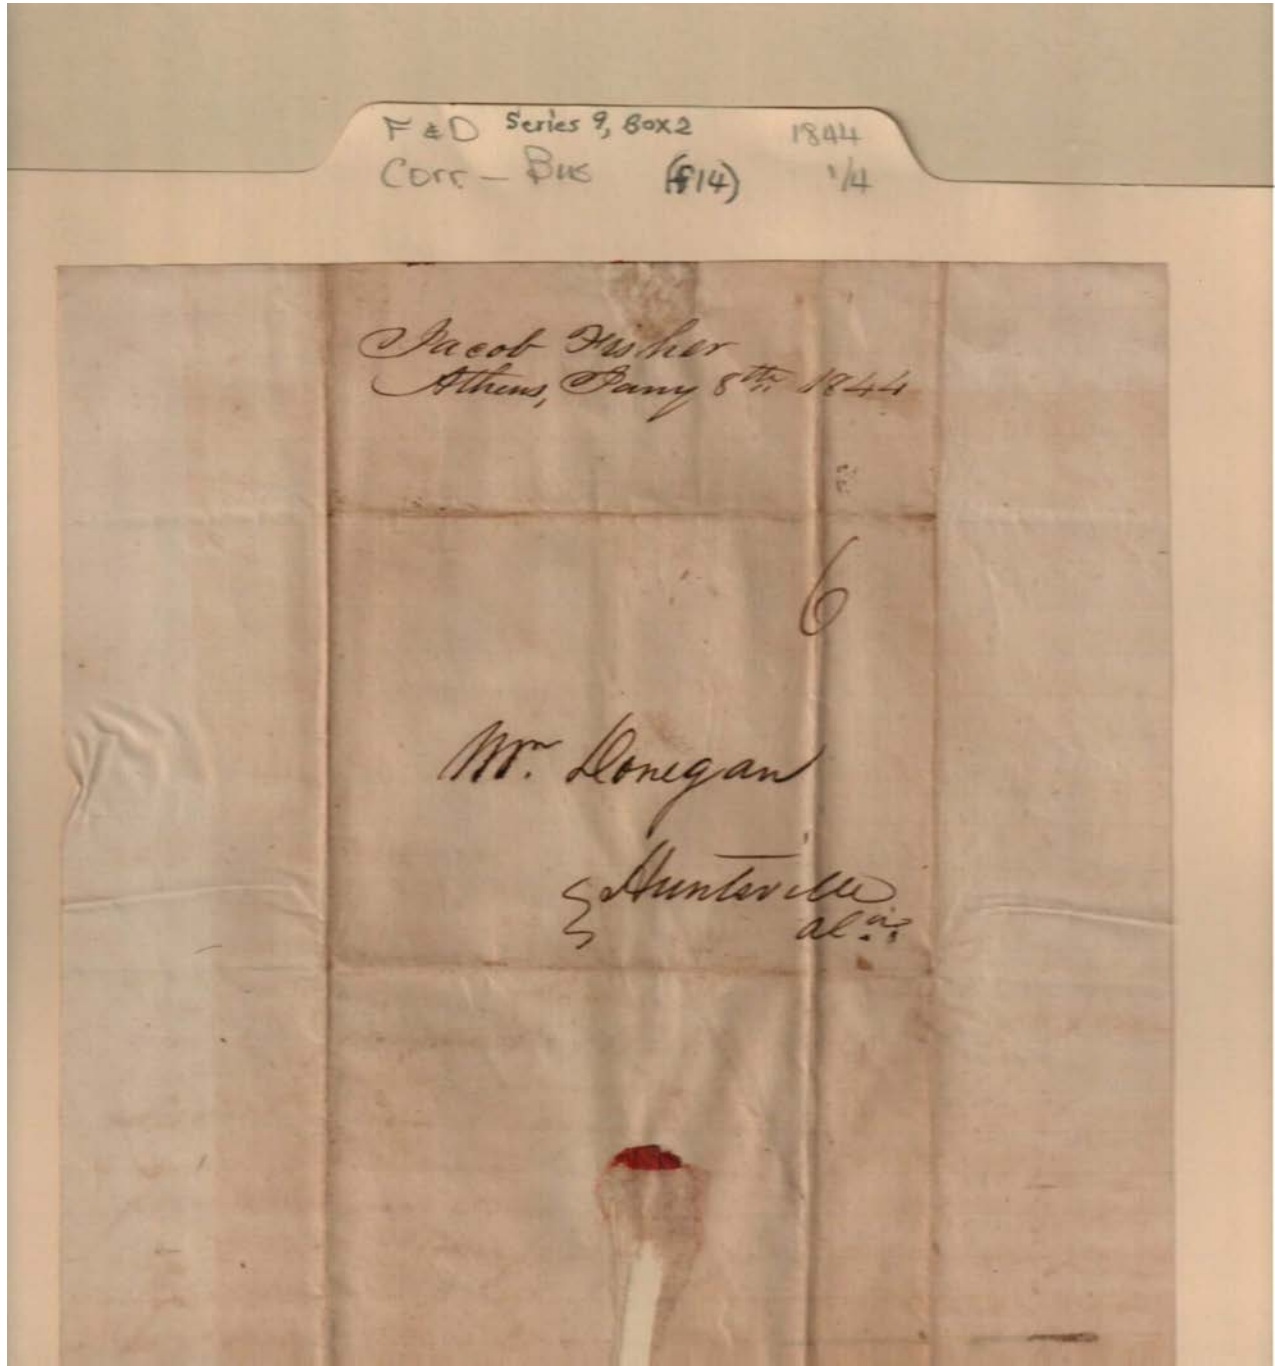 F & D Series 9, Box 2 1844
Corr - Bus (f14) 1/4
Jacob Fisher
Athens, Jany 8th 1844
6
Mr. Donegan
Huntsville
Ala